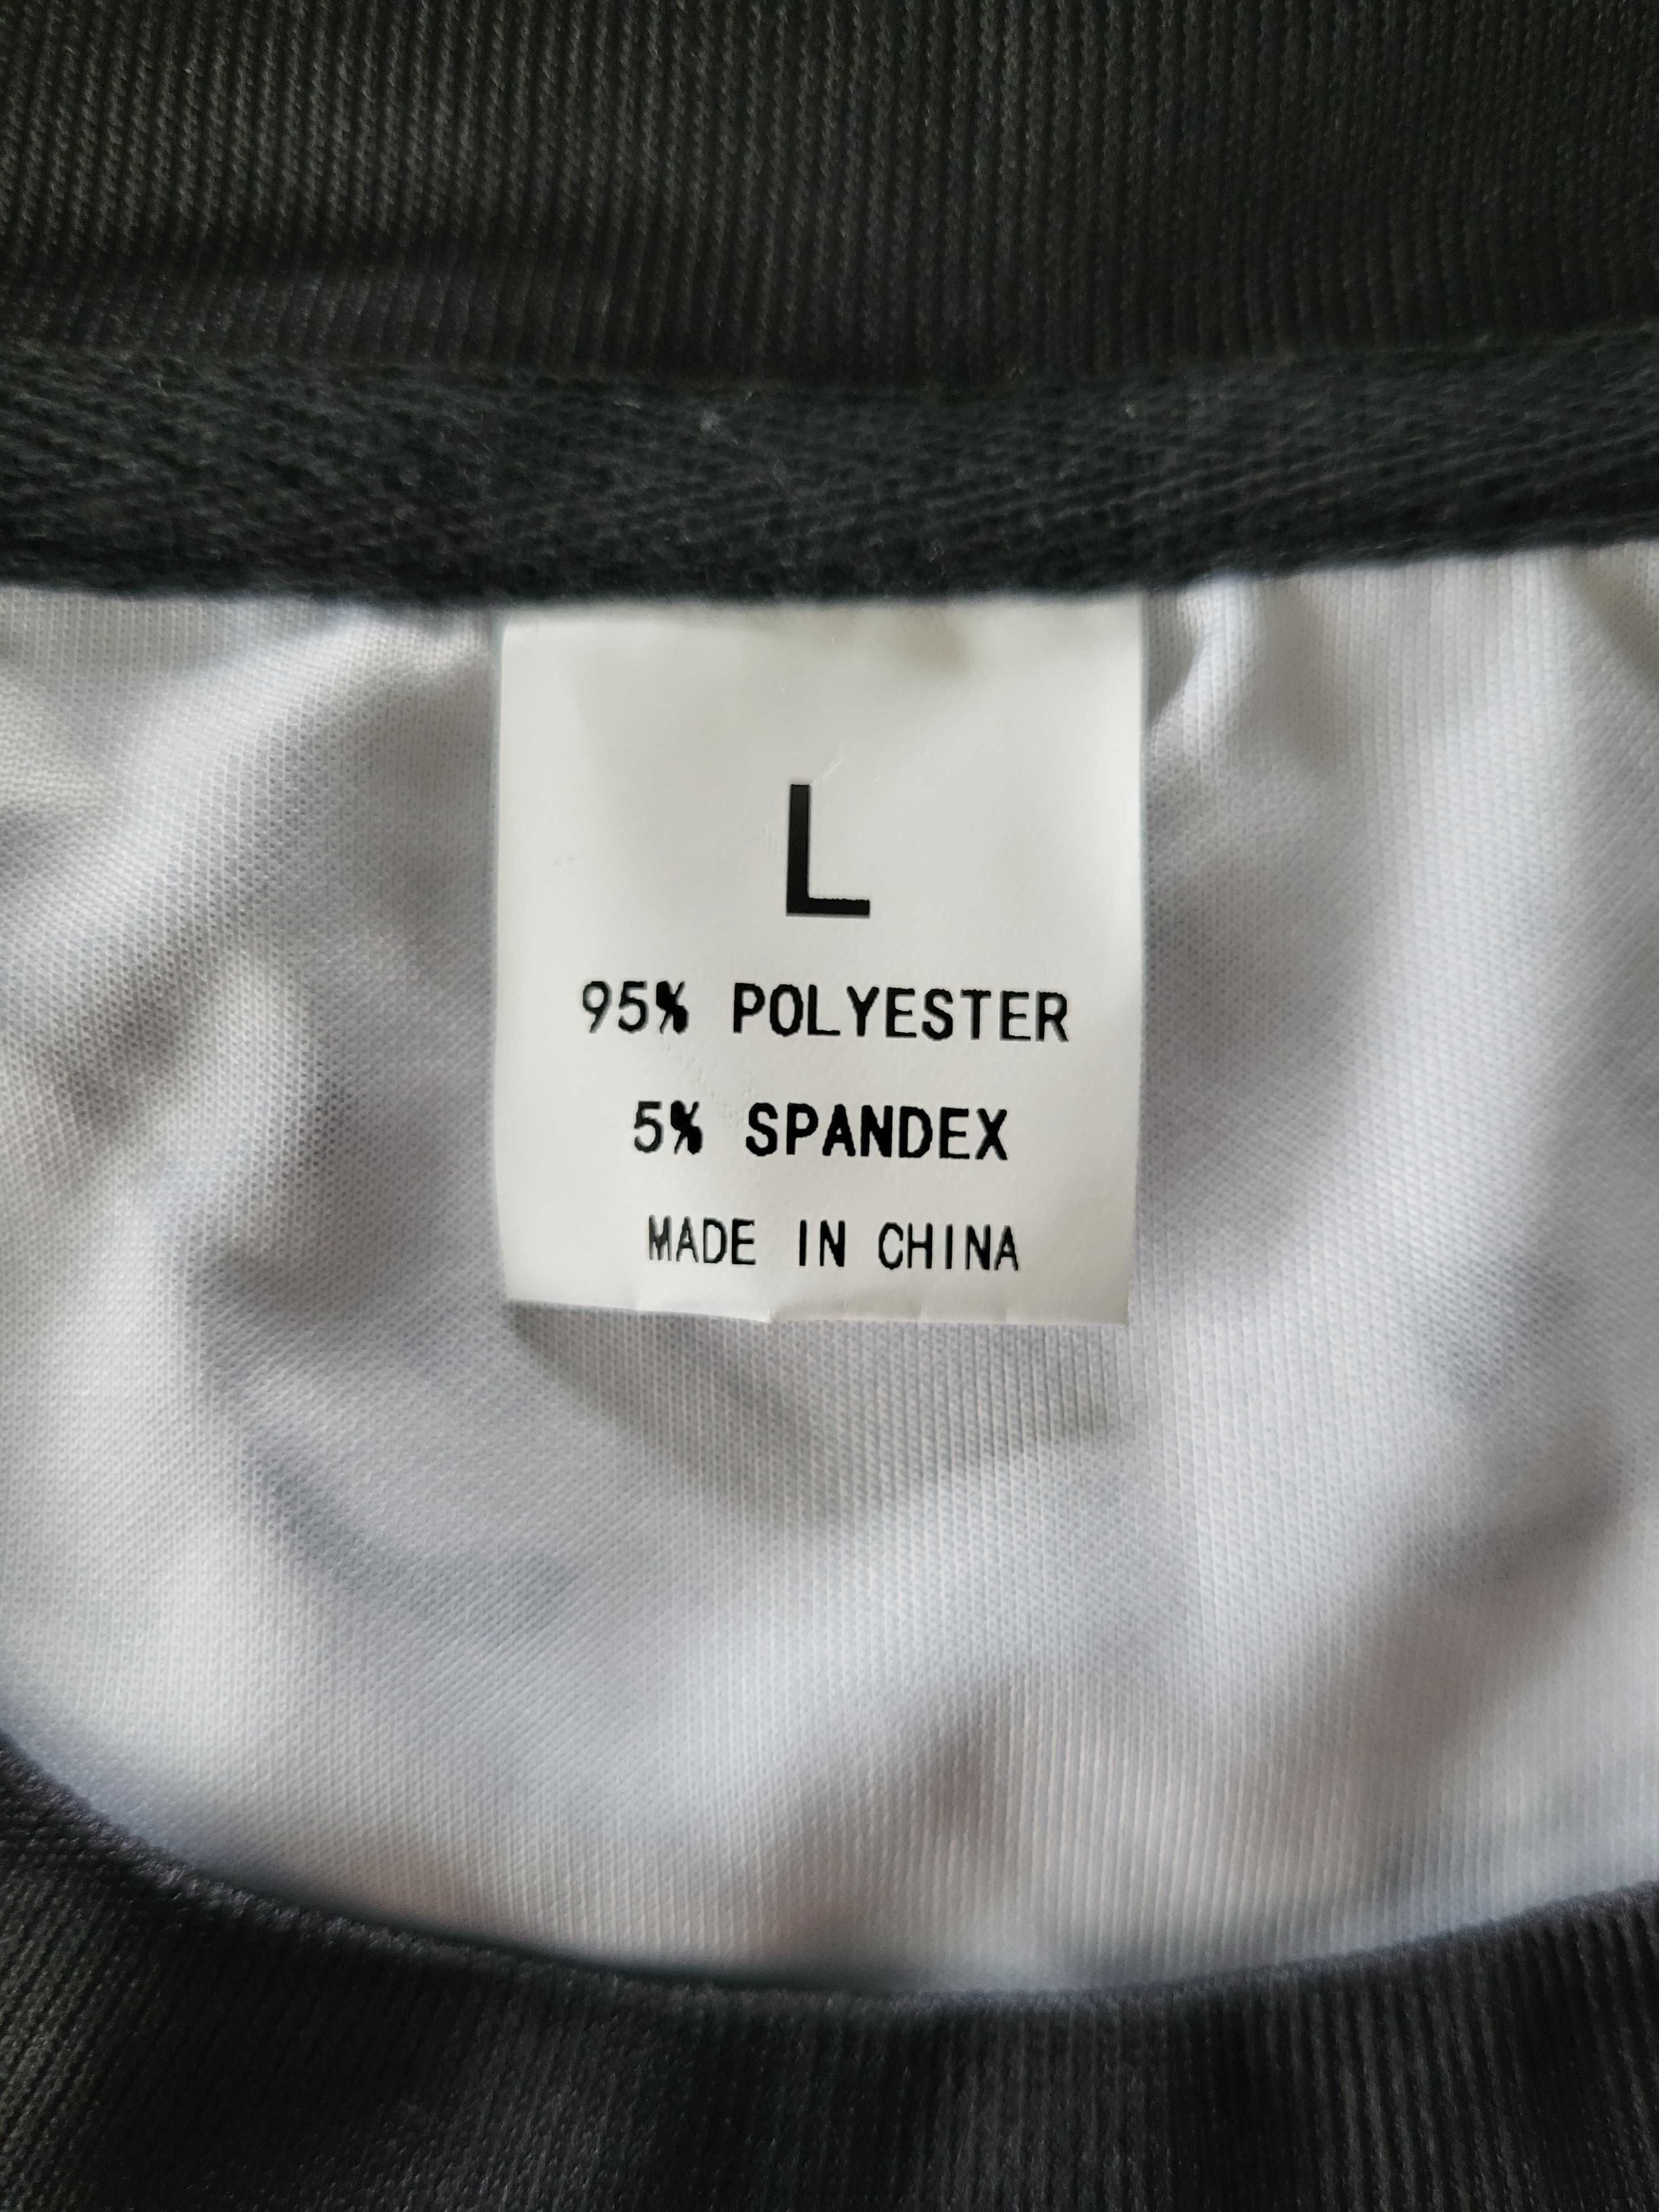 L
95% POLYESTER
5% SPANDEX
MADE IN CHINA